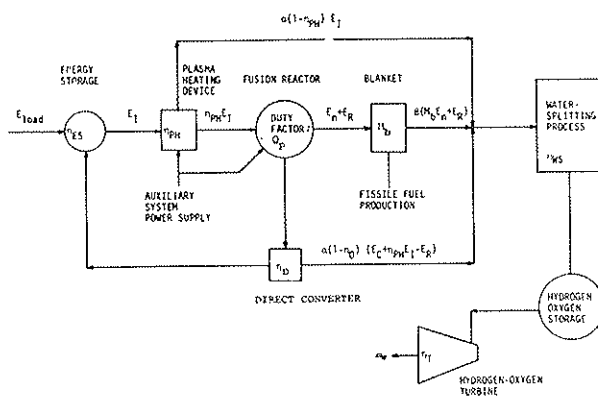 α(1-η_PH) E_I
ENERGY
STORAGE
PLASMA
HEATING
DEVICE
FUSION REACTOR
BLANKET
E_load
η_ES
E_I
η_PH
η_PH E_I
DUTY
FACTOR
Q_p
E_n+E_R
M_b
β(M_b E_n+E_R)
WATER-
SPLITTING
PROCESS
η_WS
AUXILIARY
SYSTEM
POWER SUPPLY
FISSILE FUEL
PRODUCTION
η_D
α(1-η_D) (E_C+η_PH E_I-E_R)
DIRECT CONVERTER
HYDROGEN
OXYGEN
STORAGE
η_T
HYDROGEN-OXYGEN
TURBINE